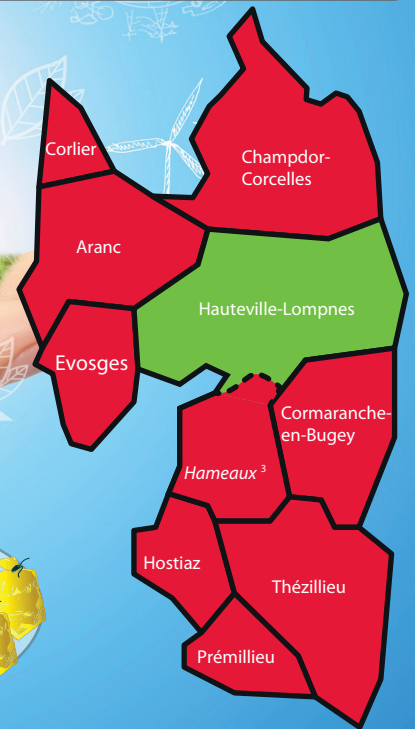 Corlier
Champdor-
Corcelles
Aranc
Hauteville-Lompnes
Evosges
Cormaranche-
en-Bugey
Hameaux ³
Hostiaz
Thézillieu
Prémillieu